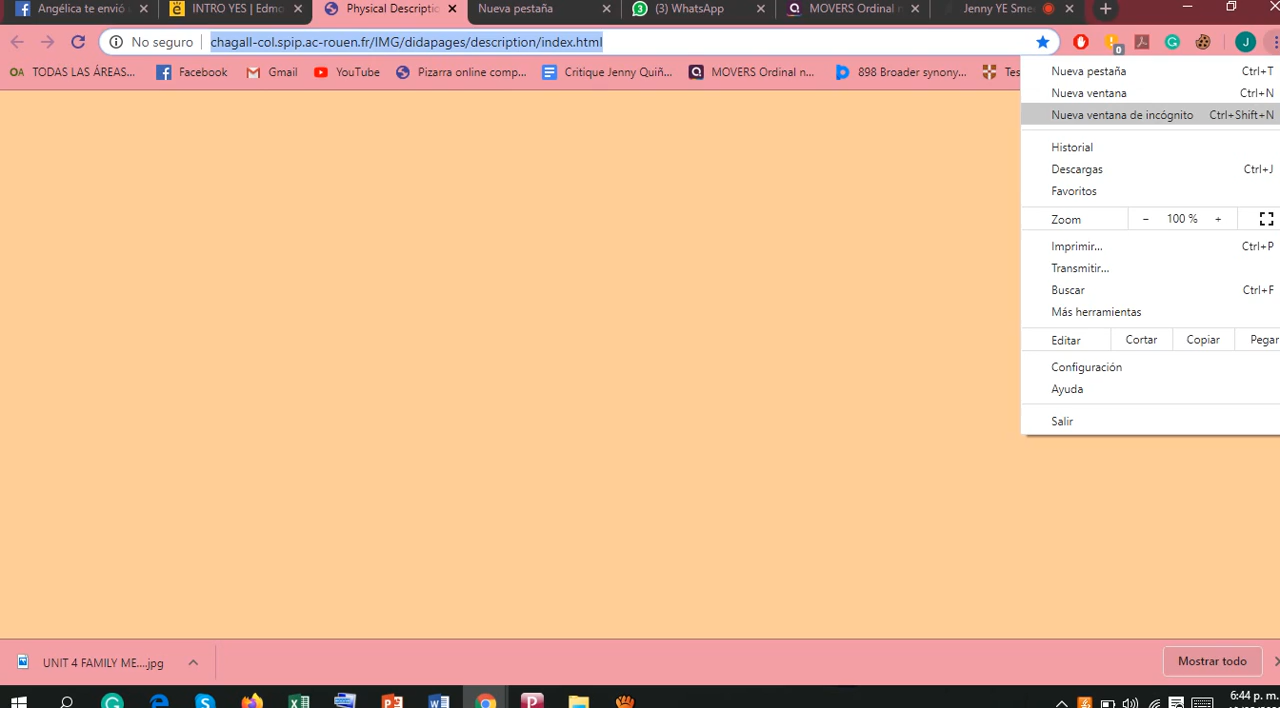 Angélica te envió
INTRO YES | Edmo
Physical Descriptio
Nueva pestaña
(3) WhatsApp
MOVERS Ordinal n
Jenny YE Smee
No seguro
chagall-col.spip.ac-rouen.fr/IMG/didapages/description/index.html
0
J
OA TODAS LAS ÁREAS...
Facebook
Gmail
YouTube
Pizarra online comp...
Critique Jenny Quiñ...
MOVERS Ordinal n...
898 Broader synony...
Tes
Nueva pestaña Ctrl+T
Nueva ventana Ctrl+N
Nueva ventana de incógnito Ctrl+Shift+N
Historial
Descargas Ctrl+J
Favoritos
Zoom - 100 % +
Imprimir... Ctrl+P
Transmitir...
Buscar Ctrl+F
Más herramientas
Editar Cortar Copiar Pegar
Configuración
Ayuda
Salir
UNIT 4 FAMILY ME....jpg
Mostrar todo
6:44 p. m.